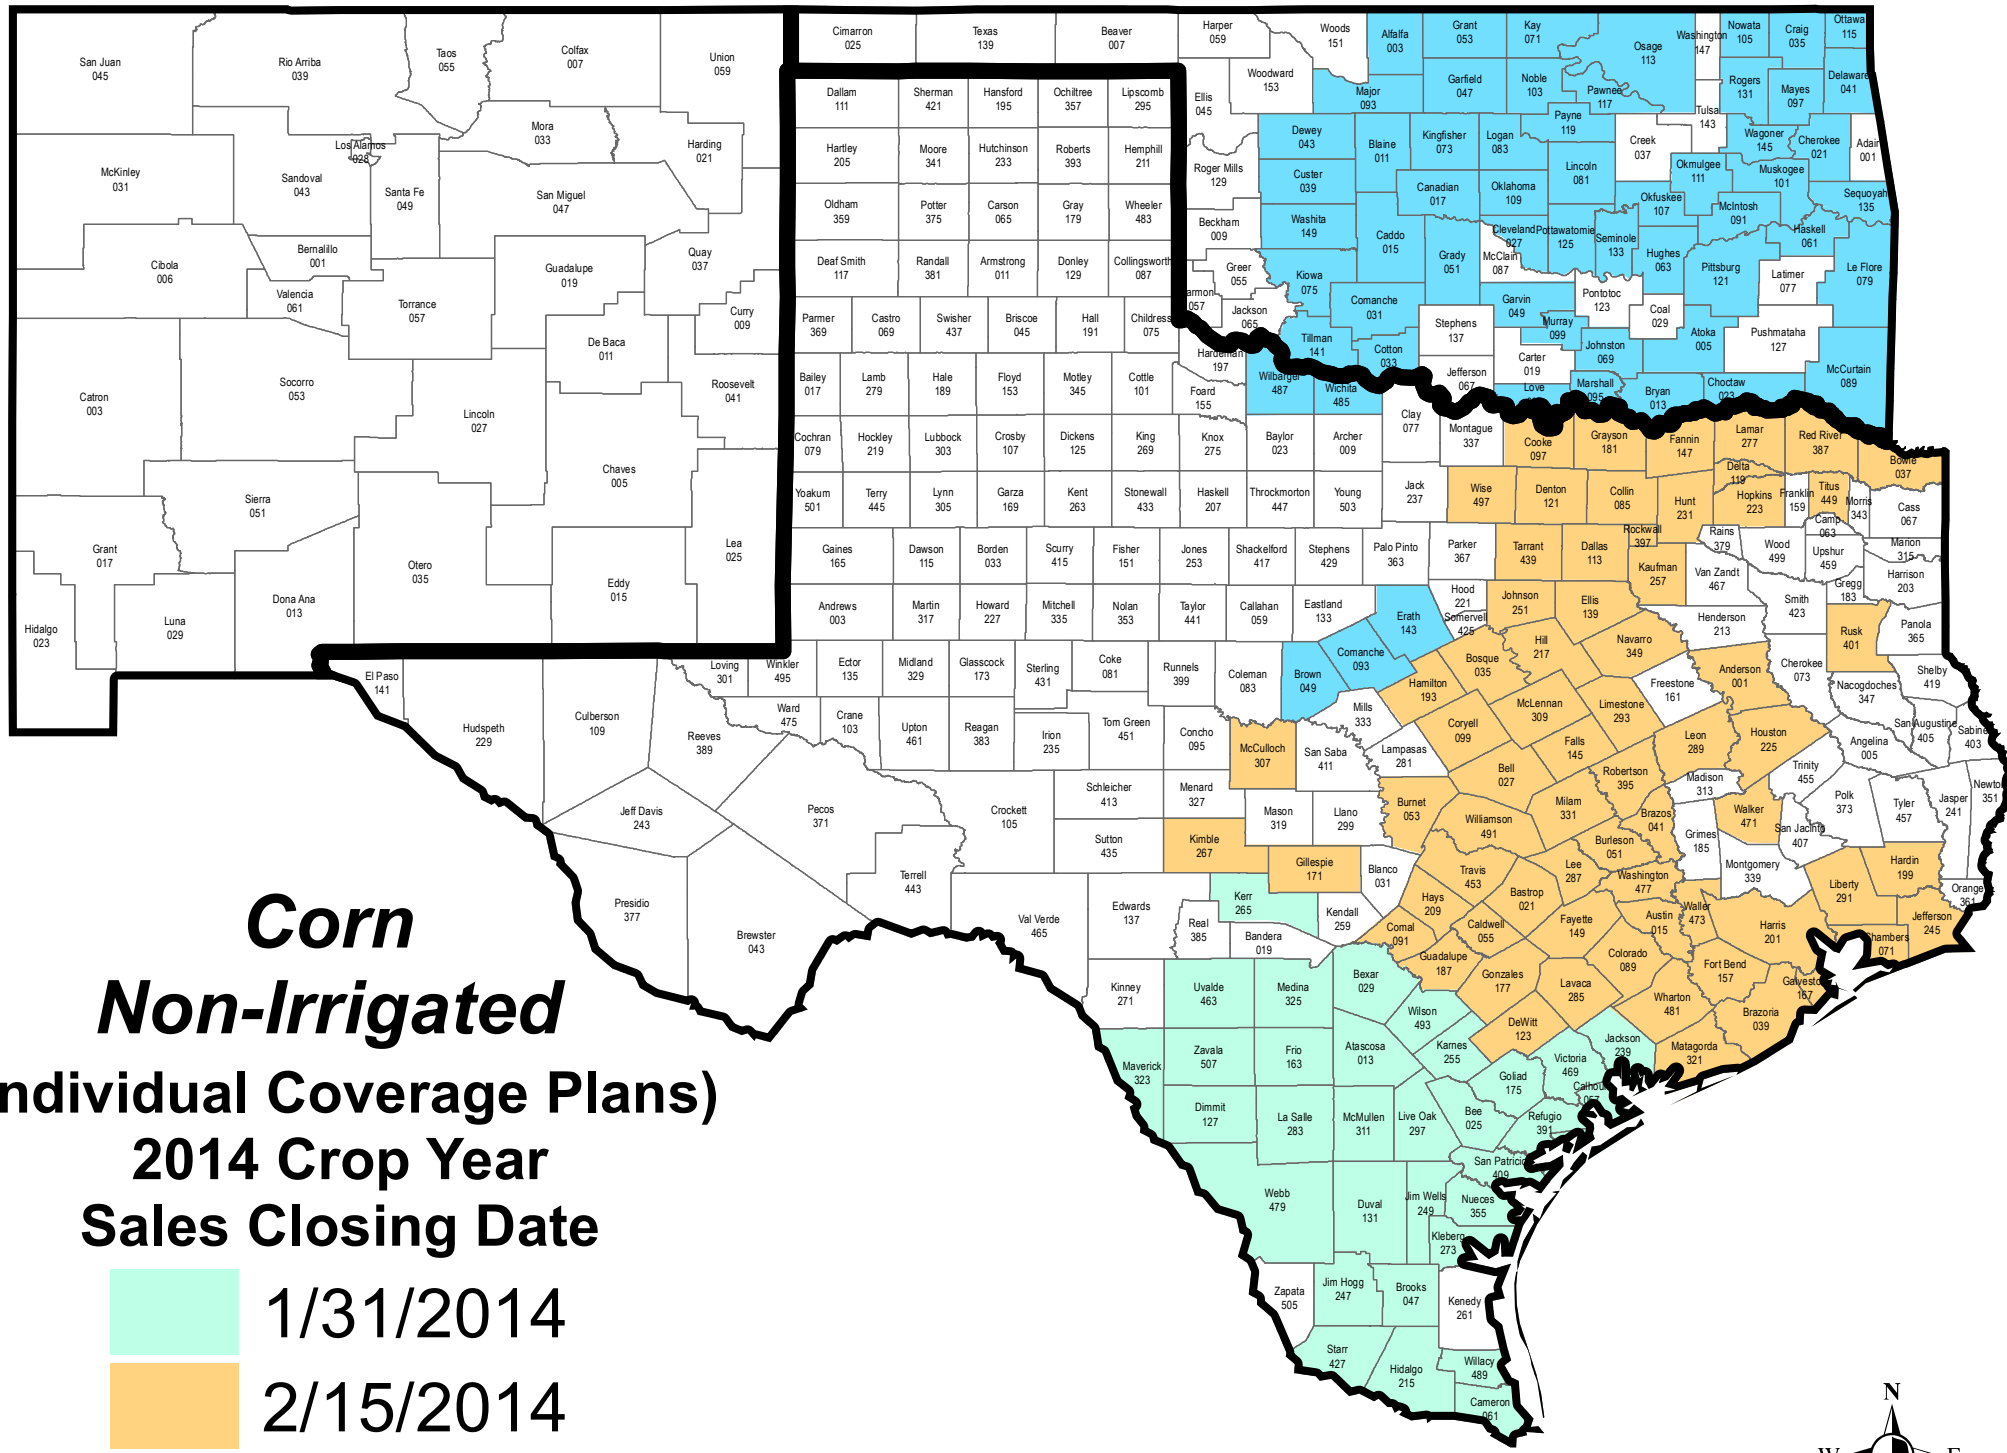 San Juan
045
Rio Arriba
039
Taos
055
Colfax
007
Union
059
Los Alamos
028
Mora
033
Harding
021
McKinley
031
Sandoval
043
Santa Fe
049
San Miguel
047
Cibola
006
Bernalillo
001
Valencia
061
Torrance
057
Guadalupe
019
Quay
037
Curry
009
De Baca
011
Roosevelt
041
Catron
003
Socorro
053
Lincoln
027
Chaves
005
Sierra
051
Grant
017
Otero
035
Lea
025
Eddy
015
Dona Ana
013
Luna
029
Hidalgo
023
Cimarron
025
Texas
139
Beaver
007
Harper
059
Woods
151
Alfalfa
003
Grant
053
Kay
071
Osage
113
Washington
147
Nowata
105
Craig
035
Ottawa
115
Ellis
045
Woodward
153
Major
093
Garfield
047
Noble
103
Pawnee
117
Rogers
131
Mayes
097
Delaware
041
Tulsa
143
Dewey
043
Blaine
011
Kingfisher
073
Logan
083
Payne
119
Creek
037
Wagoner
145
Cherokee
021
Adair
001
Roger Mills
129
Custer
039
Canadian
017
Oklahoma
109
Lincoln
081
Okmulgee
111
Muskogee
101
Okfuskee
107
McIntosh
091
Sequoyah
135
Beckham
009
Washita
149
Caddo
015
Grady
051
Cleveland
027
McClain
087
Pottawatomie
125
Seminole
133
Hughes
063
Pittsburg
121
Haskell
061
Latimer
077
Le Flore
079
Greer
055
Kiowa
075
057
Jackson
065
Comanche
031
Stephens
137
Garvin
049
Murray
099
Pontotoc
123
Coal
029
Atoka
005
Pushmataha
127
Tillman
141
Cotton
033
Jefferson
067
Carter
019
Johnston
069
Love
Marshall
095
Bryan
013
Choctaw
023
McCurtain
089
Dallam
111
Sherman
421
Hansford
195
Ochiltree
357
Lipscomb
295
Hartley
205
Moore
341
Hutchinson
233
Roberts
393
Hemphill
211
Oldham
359
Potter
375
Carson
065
Gray
179
Wheeler
483
Deaf Smith
117
Randall
381
Armstrong
011
Donley
129
Collingsworth
087
Parmer
369
Castro
069
Swisher
437
Briscoe
045
Hall
191
Childress
075
Hardeman
197
Bailey
017
Lamb
279
Hale
189
Floyd
153
Motley
345
Cottle
101
Foard
155
Wilbarger
487
Wichita
485
Clay
077
Cochran
079
Hockley
219
Lubbock
303
Crosby
107
Dickens
125
King
269
Knox
275
Baylor
023
Archer
009
Montague
337
Cooke
097
Grayson
181
Fannin
147
Lamar
277
Red River
387
Bowie
037
Yoakum
501
Terry
445
Lynn
305
Garza
169
Kent
263
Stonewall
433
Haskell
207
Throckmorton
447
Young
503
Jack
237
Wise
497
Denton
121
Collin
085
Hunt
231
Delta
119
Hopkins
223
Franklin
159
Titus
449
Morris
343
Cass
067
Camp
063
Gaines
165
Dawson
115
Borden
033
Scurry
415
Fisher
151
Jones
253
Shackelford
417
Stephens
429
Palo Pinto
363
Parker
367
Tarrant
439
Dallas
113
Rockwall
397
Kaufman
257
Rains
379
Van Zandt
467
Wood
499
Upshur
459
Marion
315
Harrison
203
Gregg
183
Andrews
003
Martin
317
Howard
227
Mitchell
335
Nolan
353
Taylor
441
Callahan
059
Eastland
133
Erath
143
Hood
221
Somervell
425
Johnson
251
Ellis
139
Henderson
213
Smith
423
Rusk
401
Panola
365
El Paso
141
Hudspeth
229
Culberson
109
Loving
301
Winkler
495
Ector
135
Midland
329
Glasscock
173
Sterling
431
Coke
081
Runnels
399
Coleman
083
Brown
049
Comanche
093
Hamilton
193
Bosque
035
Hill
217
Navarro
349
Freestone
161
Anderson
001
Cherokee
073
Nacogdoches
347
Shelby
419
Reeves
389
Ward
475
Crane
103
Upton
461
Reagan
383
Irion
235
Tom Green
451
Concho
095
McCulloch
307
Mills
333
San Saba
411
Lampasas
281
Coryell
099
McLennan
309
Limestone
293
Falls
145
Leon
289
Houston
225
Angelina
005
San Augustine
405
Sabine
403
Jeff Davis
243
Pecos
371
Crockett
105
Schleicher
413
Menard
327
Mason
319
Llano
299
Burnet
053
Bell
027
Milam
331
Robertson
395
Madison
313
Trinity
455
Polk
373
Tyler
457
Jasper
241
351
Presidio
377
Brewster
043
Terrell
443
Sutton
435
Kimble
267
Gillespie
171
Blanco
031
Williamson
491
Travis
453
Lee
287
Burleson
051
Brazos
041
Grimes
185
Walker
471
San Jacinto
407
Montgomery
339
Liberty
291
Hardin
199
Orange
361
Val Verde
465
Edwards
137
Kerr
265
Real
385
Bandera
019
Kendall
259
Hays
209
Comal
091
Caldwell
055
Bastrop
021
Fayette
149
Washington
477
Austin
015
Waller
473
Harris
201
Chambers
071
Jefferson
245
Kinney
271
Uvalde
463
Medina
325
Bexar
029
Guadalupe
187
Gonzales
177
Lavaca
285
Colorado
089
Wharton
481
Fort Bend
157
167
Brazoria
039
Matagorda
321
Maverick
323
Zavala
507
Frio
163
Atascosa
013
Wilson
493
Karnes
255
DeWitt
123
Victoria
469
Jackson
239
Goliad
175
Dimmit
127
La Salle
283
McMullen
311
Live Oak
297
Bee
025
Refugio
391
San Patricio
409
Webb
479
Duval
131
Jim Wells
249
Nueces
355
Kleberg
273
Zapata
505
Jim Hogg
247
Brooks
047
Kenedy
261
Starr
427
Hidalgo
215
Willacy
489
Cameron
061
Corn
Non-Irrigated
ndividual Coverage Plans)
2014 Crop Year
Sales Closing Date
1/31/2014
2/15/2014
N
W
E